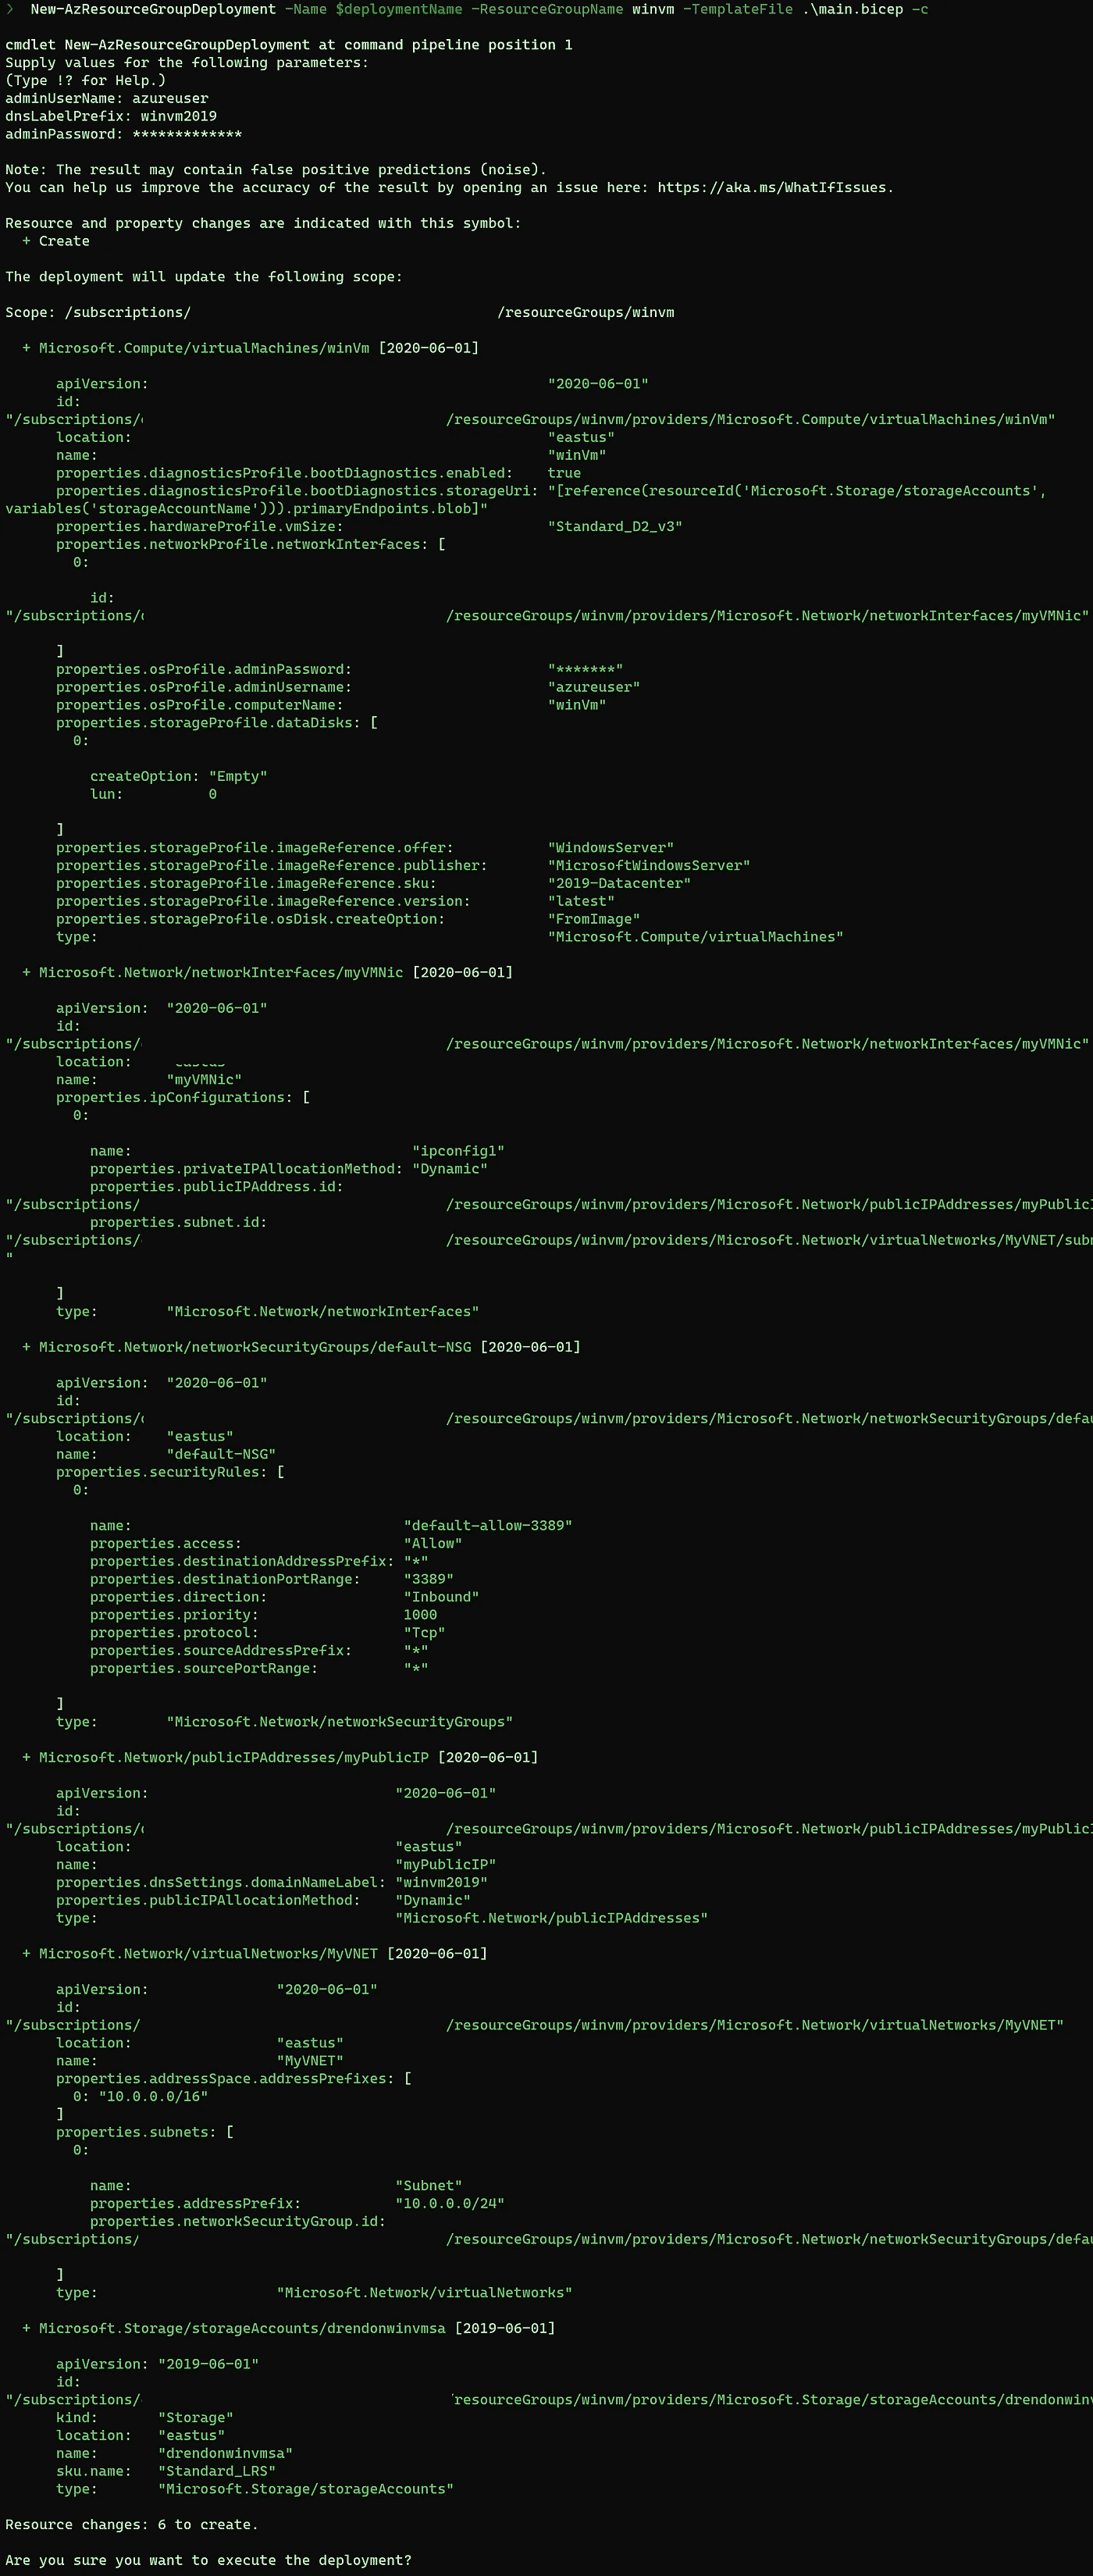 ❯ New-AzResourceGroupDeployment -Name $deploymentName -ResourceGroupName winvm -TemplateFile .\main.bicep -c
cmdlet New-AzResourceGroupDeployment at command pipeline position 1
Supply values for the following parameters:
(Type !? for Help.)
adminUserName: azureuser
dnsLabelPrefix: winvm2019
adminPassword: *************
Note: The result may contain false positive predictions (noise).
You can help us improve the accuracy of the result by opening an issue here: https://aka.ms/WhatIfIssues.
Resource and property changes are indicated with this symbol:
+ Create
The deployment will update the following scope:
Scope: /subscriptions/ /resourceGroups/winvm
+ Microsoft.Compute/virtualMachines/winVm [2020-06-01]
apiVersion: "2020-06-01"
id:
"/subscriptions/ /resourceGroups/winvm/providers/Microsoft.Compute/virtualMachines/winVm"
location: "eastus"
name: "winVm"
properties.diagnosticsProfile.bootDiagnostics.enabled: true
properties.diagnosticsProfile.bootDiagnostics.storageUri: "[reference(resourceId('Microsoft.Storage/storageAccounts',
variables('storageAccountName'))).primaryEndpoints.blob]"
properties.hardwareProfile.vmSize: "Standard_D2_v3"
properties.networkProfile.networkInterfaces: [
0:
id:
"/subscriptions/ /resourceGroups/winvm/providers/Microsoft.Network/networkInterfaces/myVMNic"
]
properties.osProfile.adminPassword: "*******"
properties.osProfile.adminUsername: "azureuser"
properties.osProfile.computerName: "winVm"
properties.storageProfile.dataDisks: [
0:
createOption: "Empty"
lun: 0
]
properties.storageProfile.imageReference.offer: "WindowsServer"
properties.storageProfile.imageReference.publisher: "MicrosoftWindowsServer"
properties.storageProfile.imageReference.sku: "2019-Datacenter"
properties.storageProfile.imageReference.version: "latest"
properties.storageProfile.osDisk.createOption: "FromImage"
type: "Microsoft.Compute/virtualMachines"
+ Microsoft.Network/networkInterfaces/myVMNic [2020-06-01]
apiVersion: "2020-06-01"
id:
"/subscriptions/ /resourceGroups/winvm/providers/Microsoft.Network/networkInterfaces/myVMNic"
location:
name: "myVMNic"
properties.ipConfigurations: [
0:
name: "ipconfig1"
properties.privateIPAllocationMethod: "Dynamic"
properties.publicIPAddress.id:
"/subscriptions/ /resourceGroups/winvm/providers/Microsoft.Network/publicIPAddresses/myPublicI
properties.subnet.id:
"/subscriptions/ /resourceGroups/winvm/providers/Microsoft.Network/virtualNetworks/MyVNET/subn
"
]
type: "Microsoft.Network/networkInterfaces"
+ Microsoft.Network/networkSecurityGroups/default-NSG [2020-06-01]
apiVersion: "2020-06-01"
id:
"/subscriptions/ /resourceGroups/winvm/providers/Microsoft.Network/networkSecurityGroups/defau
location: "eastus"
name: "default-NSG"
properties.securityRules: [
0:
name: "default-allow-3389"
properties.access: "Allow"
properties.destinationAddressPrefix: "*"
properties.destinationPortRange: "3389"
properties.direction: "Inbound"
properties.priority: 1000
properties.protocol: "Tcp"
properties.sourceAddressPrefix: "*"
properties.sourcePortRange: "*"
]
type: "Microsoft.Network/networkSecurityGroups"
+ Microsoft.Network/publicIPAddresses/myPublicIP [2020-06-01]
apiVersion: "2020-06-01"
id:
"/subscriptions/ /resourceGroups/winvm/providers/Microsoft.Network/publicIPAddresses/myPublicI
location: "eastus"
name: "myPublicIP"
properties.dnsSettings.domainNameLabel: "winvm2019"
properties.publicIPAllocationMethod: "Dynamic"
type: "Microsoft.Network/publicIPAddresses"
+ Microsoft.Network/virtualNetworks/MyVNET [2020-06-01]
apiVersion: "2020-06-01"
id:
"/subscriptions/ /resourceGroups/winvm/providers/Microsoft.Network/virtualNetworks/MyVNET"
location: "eastus"
name: "MyVNET"
properties.addressSpace.addressPrefixes: [
0: "10.0.0.0/16"
]
properties.subnets: [
0:
name: "Subnet"
properties.addressPrefix: "10.0.0.0/24"
properties.networkSecurityGroup.id:
"/subscriptions/ /resourceGroups/winvm/providers/Microsoft.Network/networkSecurityGroups/defau
]
type: "Microsoft.Network/virtualNetworks"
+ Microsoft.Storage/storageAccounts/drendonwinvmsa [2019-06-01]
apiVersion: "2019-06-01"
id:
"/subscriptions/ resourceGroups/winvm/providers/Microsoft.Storage/storageAccounts/drendonwinv
kind: "Storage"
location: "eastus"
name: "drendonwinvmsa"
sku.name: "Standard_LRS"
type: "Microsoft.Storage/storageAccounts"
Resource changes: 6 to create.
Are you sure you want to execute the deployment?